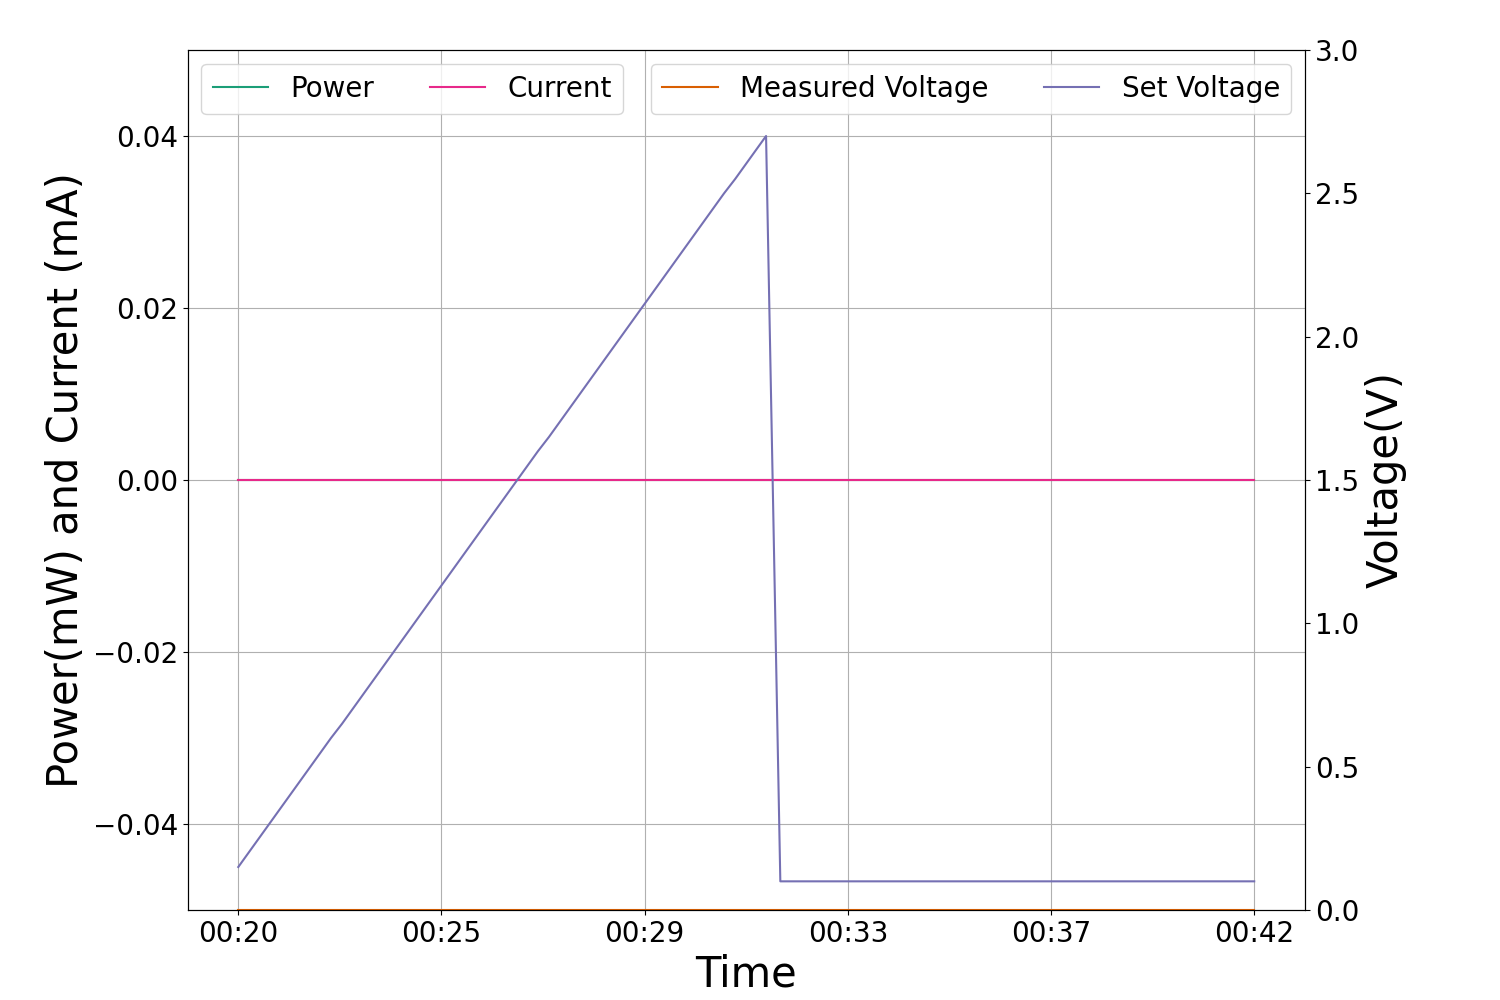 Power Current Measured Voltage Set Voltage
Power(mW) and Current (mA)
0.04
0.02
0.00
−0.02
−0.04
3.0
2.5
2.0
1.5
1.0
0.5
0.0
Voltage(V)
00:20 00:25 00:29 00:33 00:37 00:42
Time